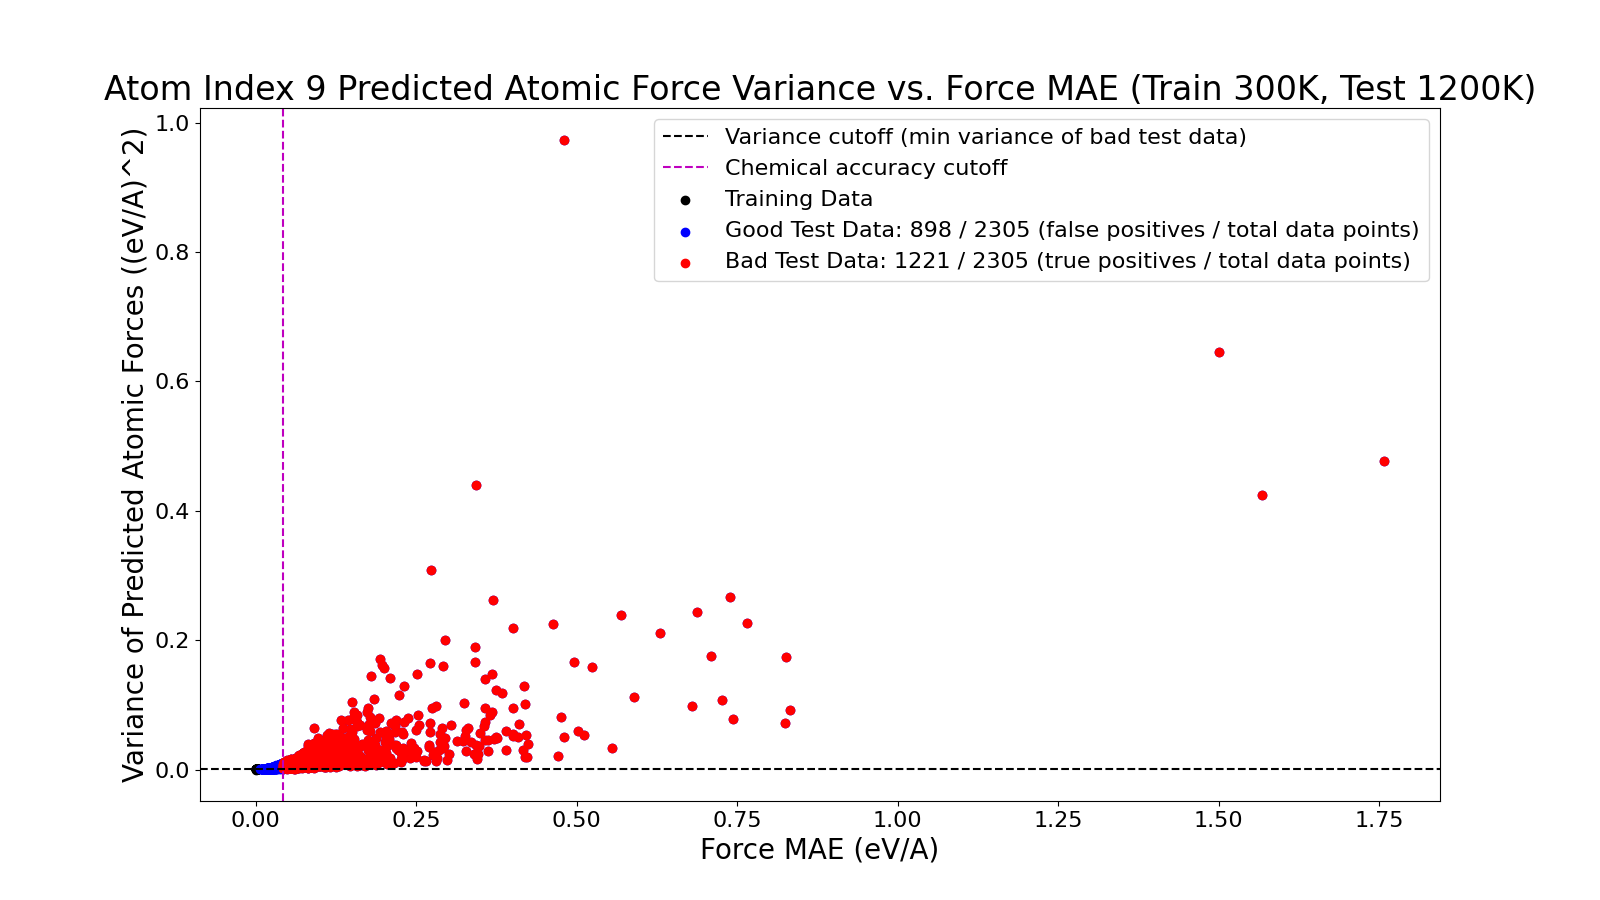 Atom Index 9 Predicted Atomic Force Variance vs. Force MAE (Train 300K, Test 1200K)
Variance of Predicted Atomic Forces ((eV/A)^2)
1.0
0.8
0.6
0.4
0.2
0.0
Variance cutoff (min variance of bad test data)
Chemical accuracy cutoff
Training Data
Good Test Data: 898 / 2305 (false positives / total data points)
Bad Test Data: 1221 / 2305 (true positives / total data points)
0.00 0.25 0.50 0.75 1.00 1.25 1.50 1.75
Force MAE (eV/A)